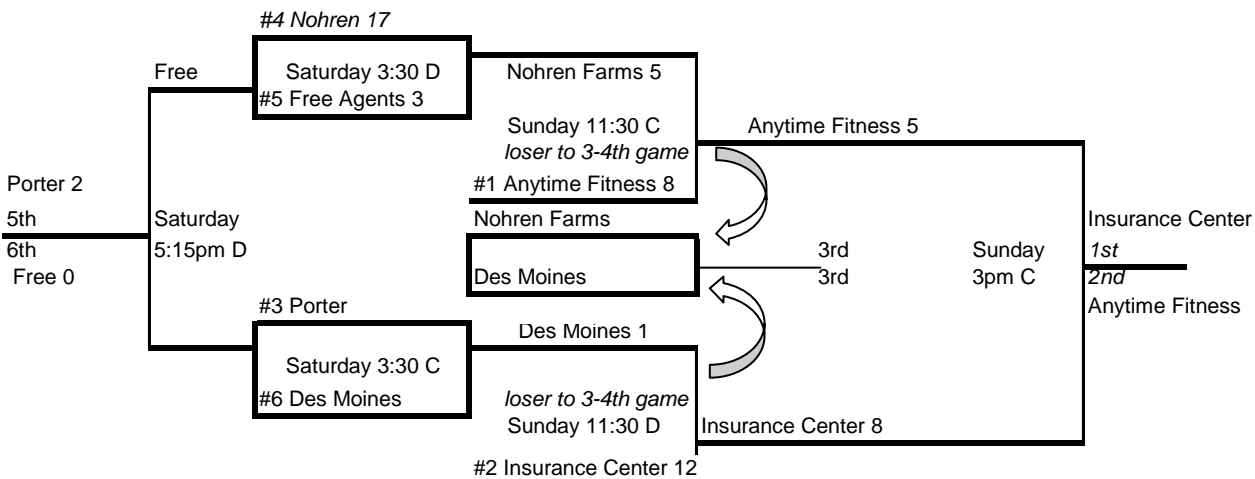 #4 Nohren 17
Free
Saturday 3:30 D
#5 Free Agents 3
Nohren Farms 5
Sunday 11:30 C
loser to 3-4th game
Anytime Fitness 5
#1 Anytime Fitness 8
Porter 2
5th
6th
Free 0
Saturday
5:15pm D
Nohren Farms
Des Moines
3rd
3rd
Sunday
3pm C
Insurance Center
1st
2nd
Anytime Fitness
#3 Porter
Saturday 3:30 C
#6 Des Moines
Des Moines 1
loser to 3-4th game
Sunday 11:30 D
Insurance Center 8
#2 Insurance Center 12